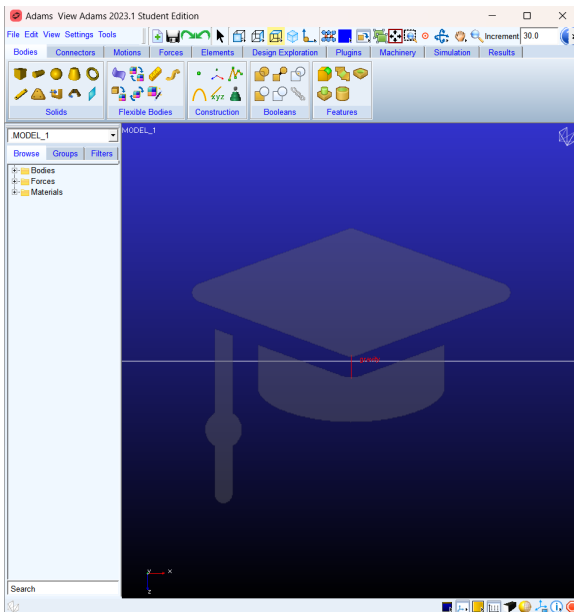 Adams View Adams 2023.1 Student Edition
File Edit View Settings Tools
Increment 30.0
Bodies Connectors Motions Forces Elements Design Exploration Plugins Machinery Simulation Results
xyz
Solids Flexible Bodies Construction Booleans Features
MODEL_1
MODEL_1
Browse Groups Filters
Bodies
Forces
Materials
y x
z
Search